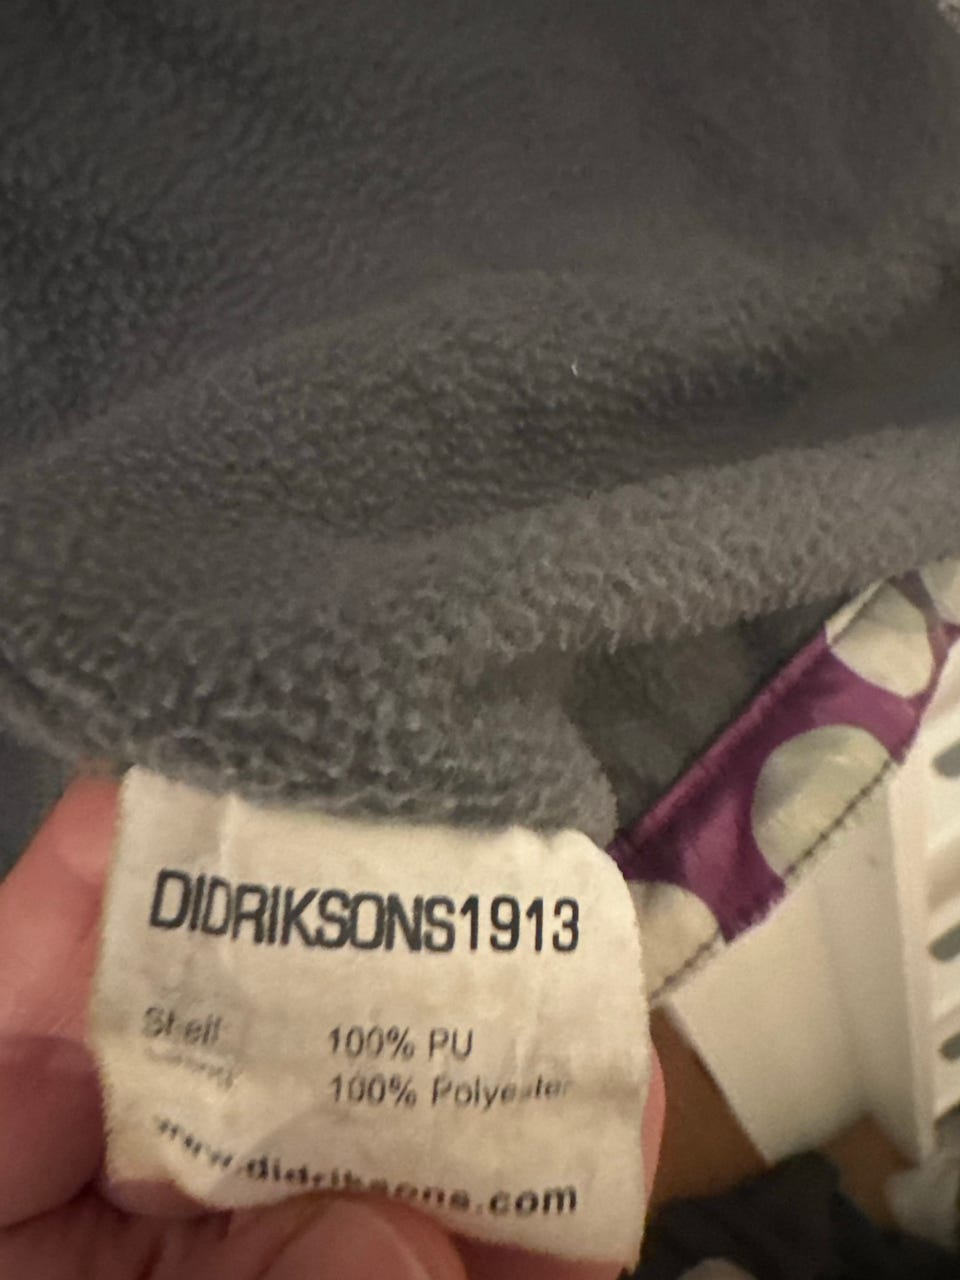 DIDRIKSONS1913
Shell 100% PU
100% Polyester
www.didriksons.com